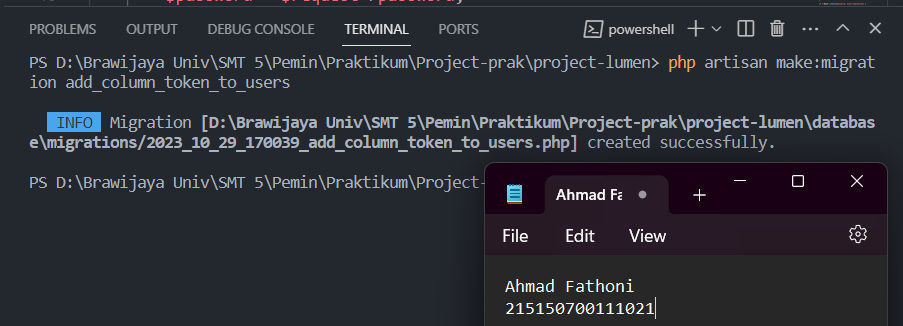 PROBLEMS OUTPUT DEBUG CONSOLE TERMINAL PORTS powershell
PS D:\Brawijaya Univ\SMT 5\Pemin\Praktikum\Project-prak\project-lumen> php artisan make:migrat
ion add_column_token_to_users
INFO Migration [D:\Brawijaya Univ\SMT 5\Pemin\Praktikum\Project-prak\project-lumen\databas
e\migrations/2023_10_29_170039_add_column_token_to_users.php] created successfully.
PS D:\Brawijaya Univ\SMT 5\Pemin\Praktikum\Project-
Ahmad Fa
File Edit View
Ahmad Fathoni
215150700111021